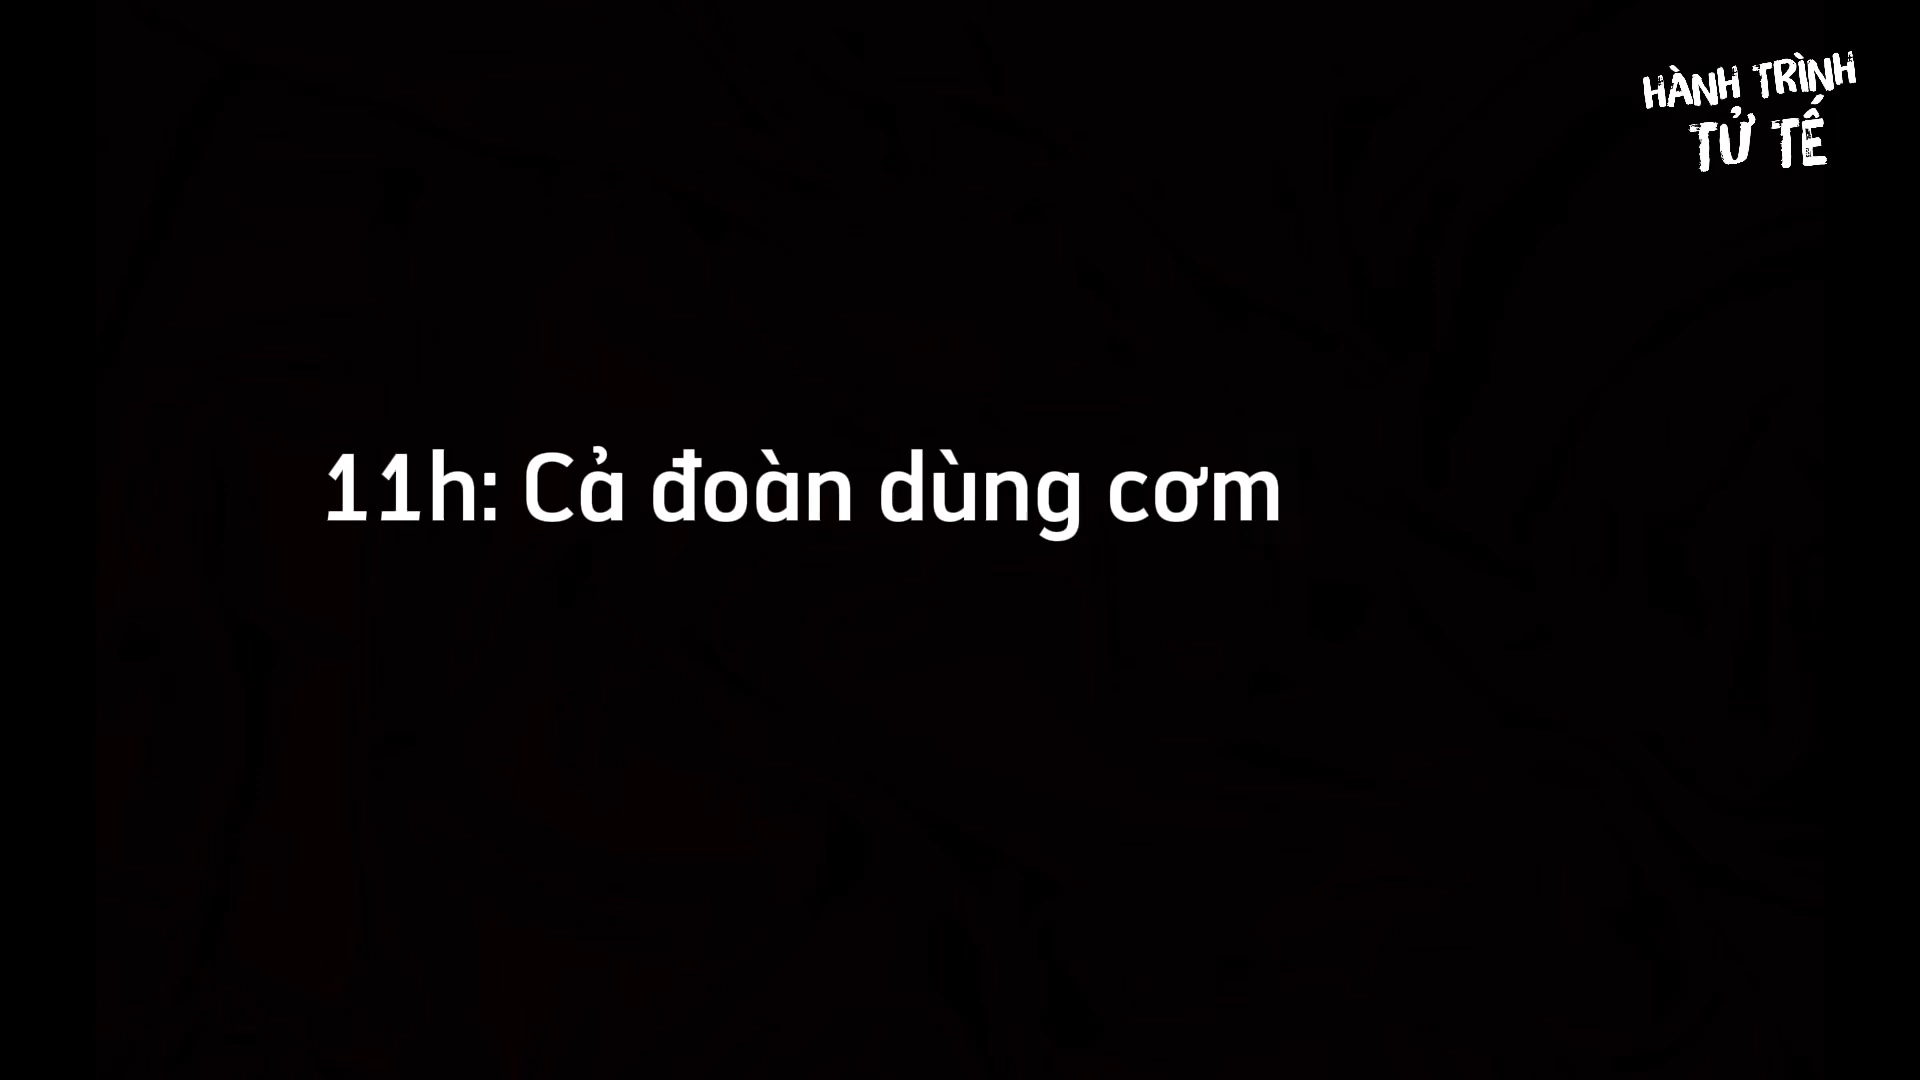 HÀNH TRÌNH
TỬ TẾ
11h: Cả đoàn dùng cơm